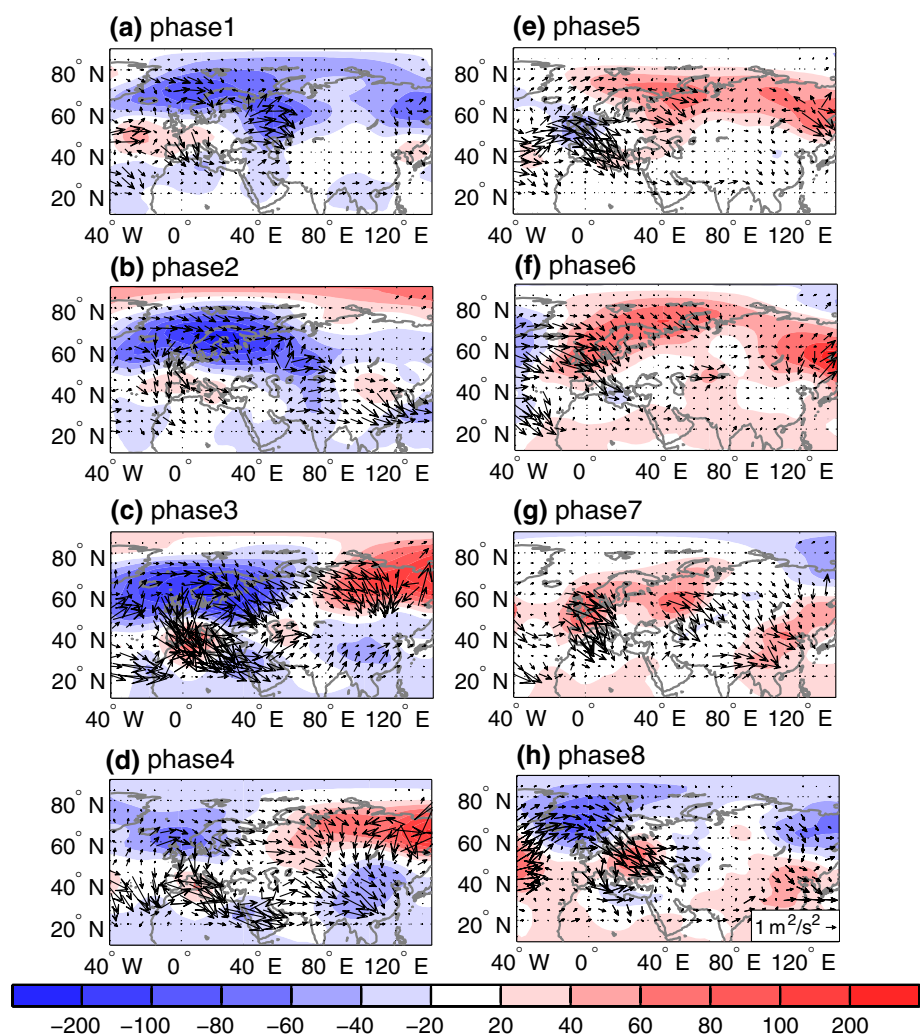 (a) phase1
80° N
60° N
40° N
20° N
40° W 0° 40° E 80° E 120° E
(b) phase2
80° N
60° N
40° N
20° N
40° W 0° 40° E 80° E 120° E
(c) phase3
80° N
60° N
40° N
20° N
40° W 0° 40° E 80° E 120° E
(d) phase4
80° N
60° N
40° N
20° N
40° W 0° 40° E 80° E 120° E
(e) phase5
80° N
60° N
40° N
20° N
40° W 0° 40° E 80° E 120° E
(f) phase6
80° N
60° N
40° N
20° N
40° W 0° 40° E 80° E 120° E
(g) phase7
80° N
60° N
40° N
20° N
40° W 0° 40° E 80° E 120° E
(h) phase8
80° N
60° N
40° N
20° N
1 m²/s²
40° W 0° 40° E 80° E 120° E
−200 −100 −80 −60 −40 −20 20 40 60 80 100 200